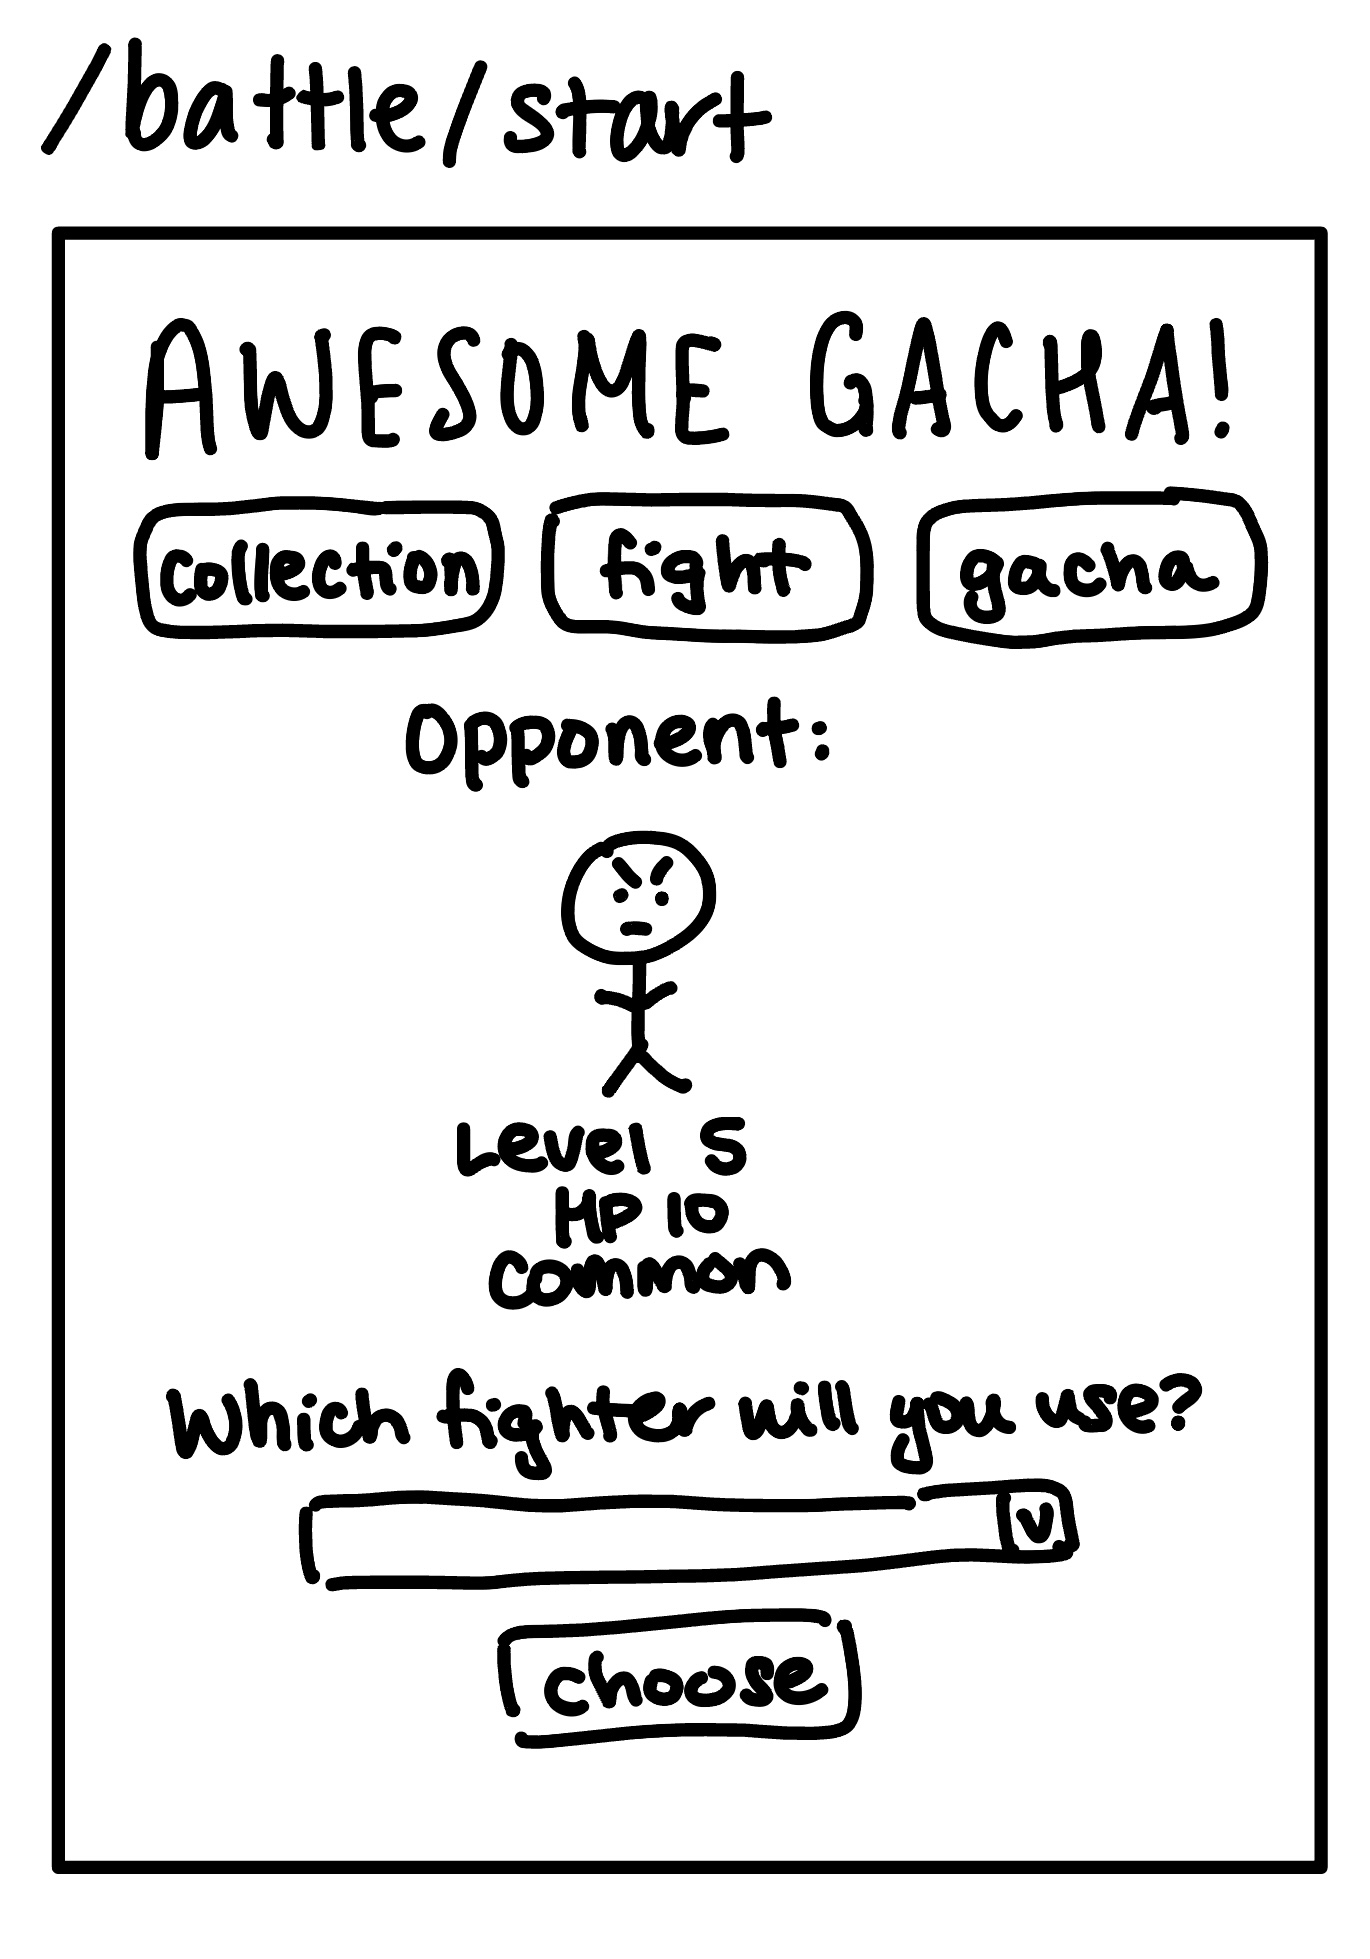 /battle/start
AWESOME GACHA!
collection fight gacha
Opponent:
Level 5
HP 10
Common
Which fighter will you use?
v
choose